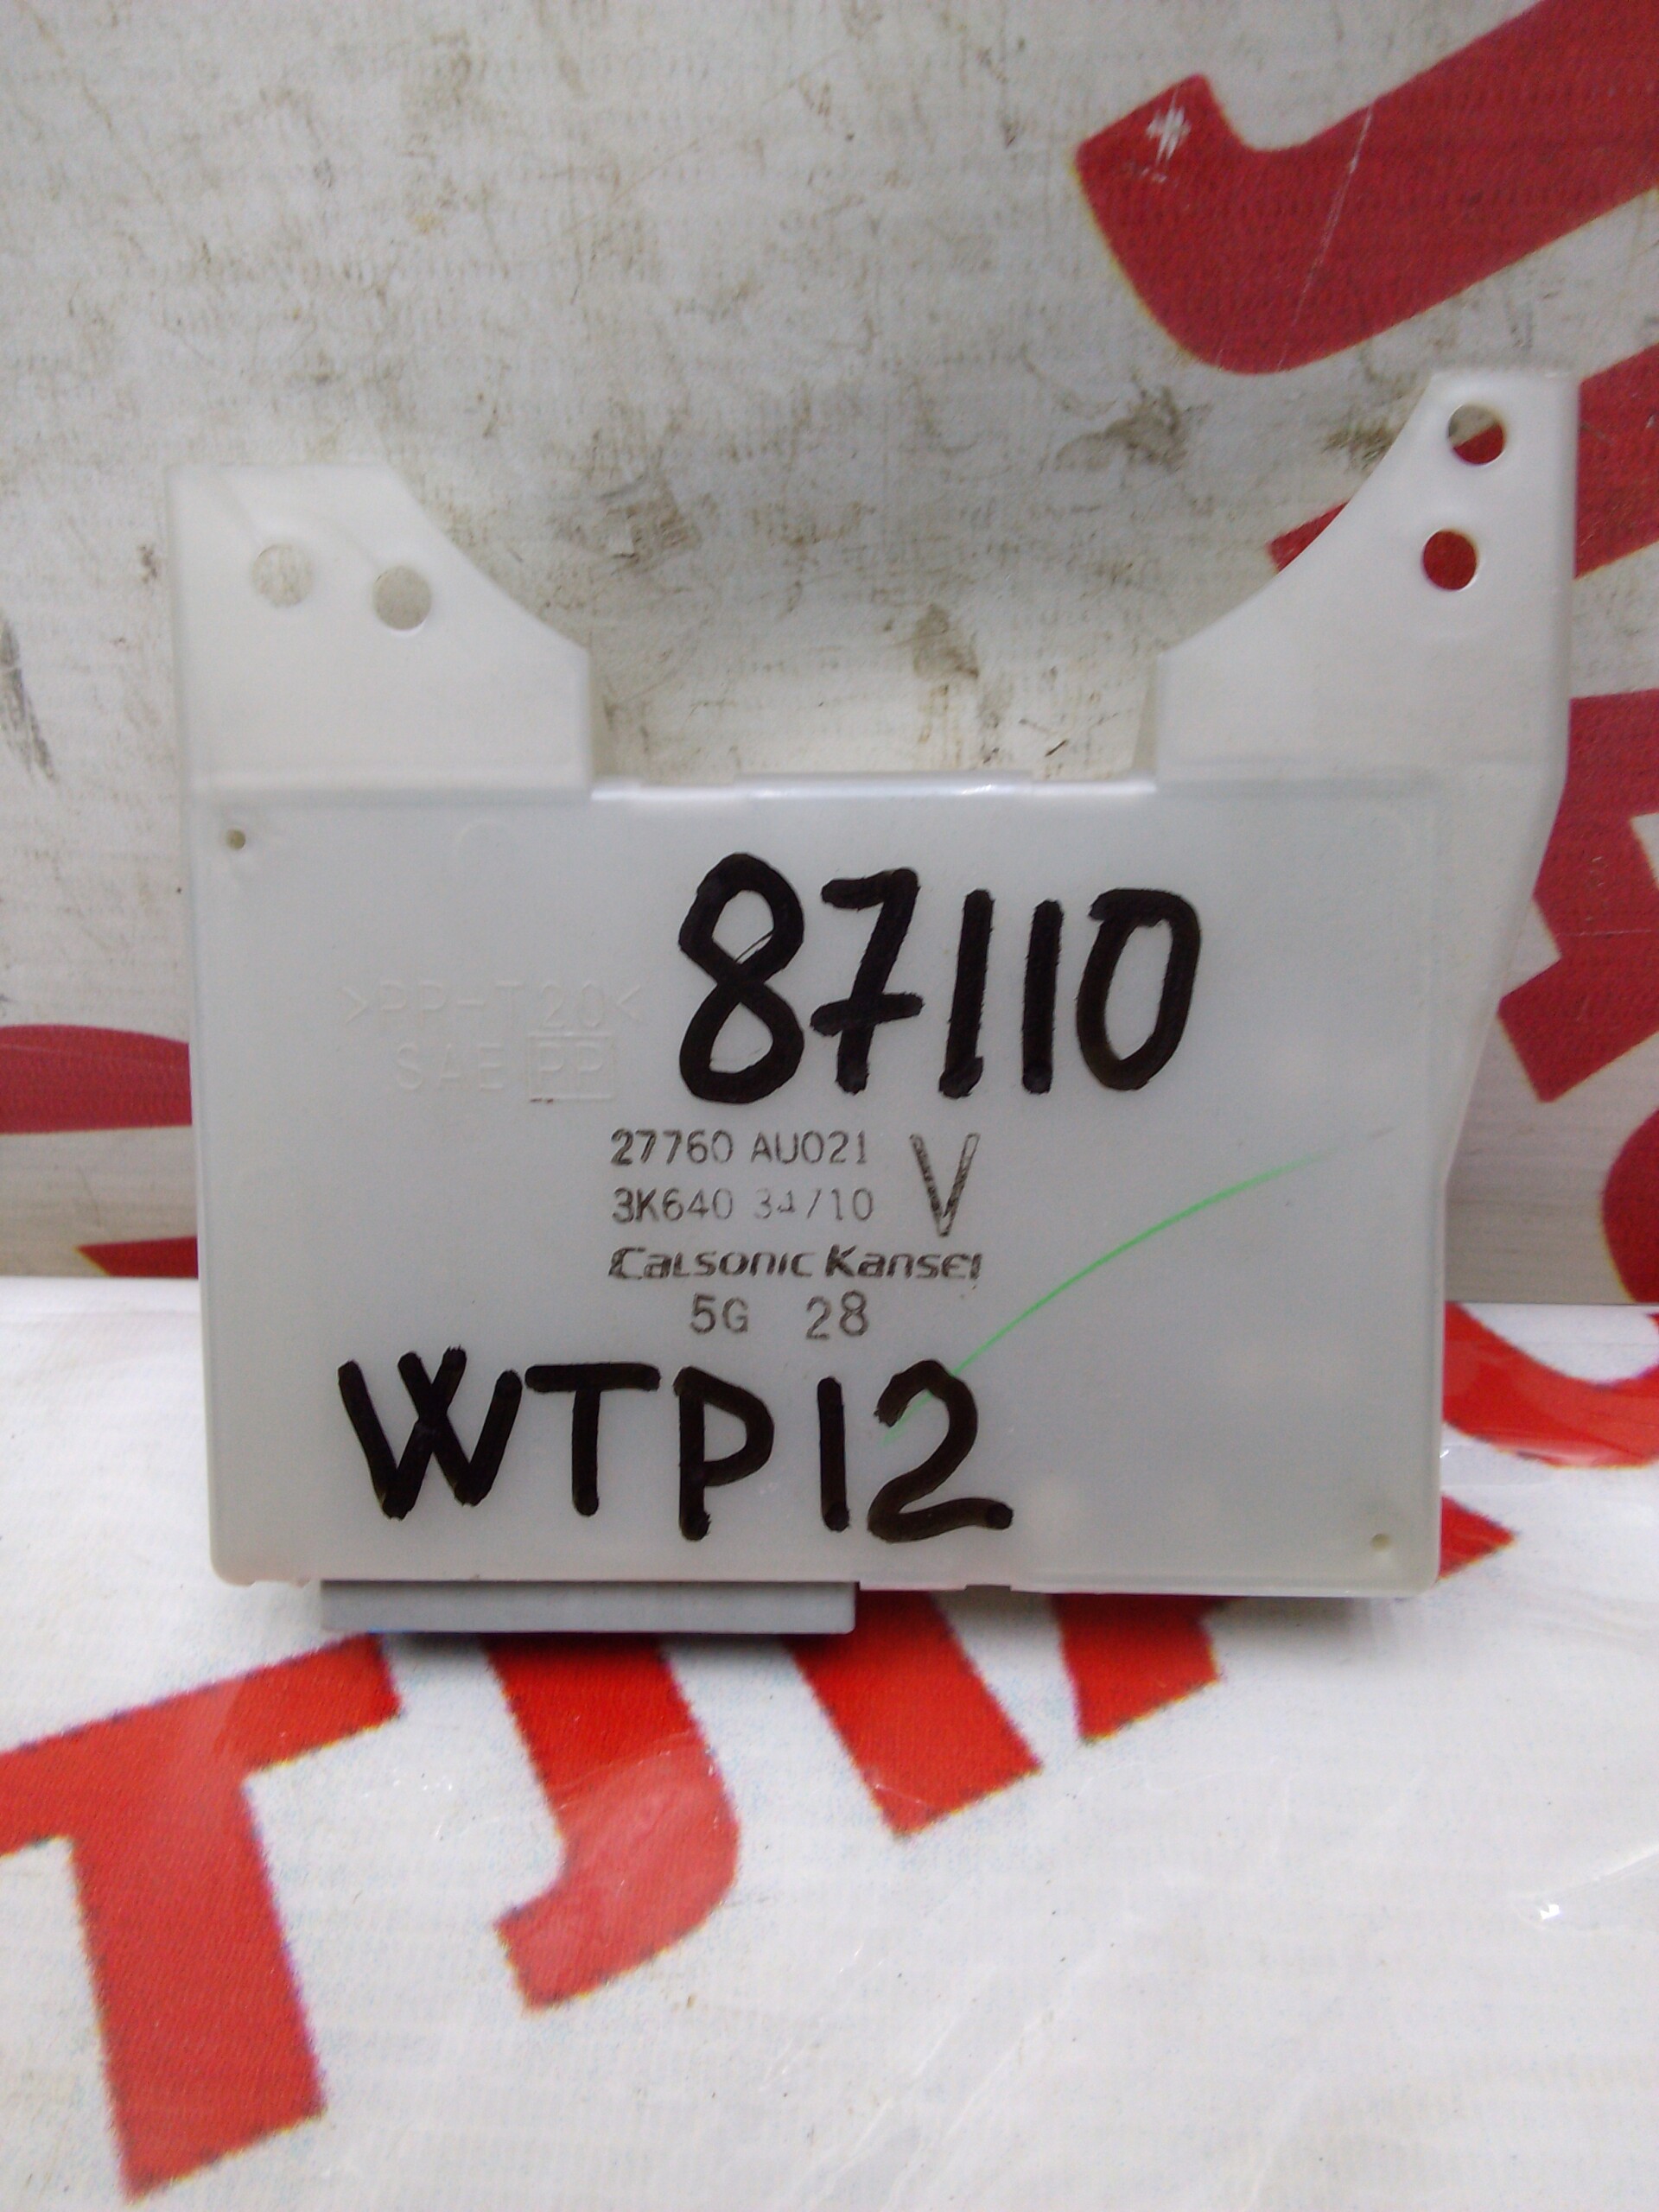 87110
>PP-T20<
SAE PP
27760 AU021 V
3K640 34/10
Calsonic Kansei
5G 28
WTP12